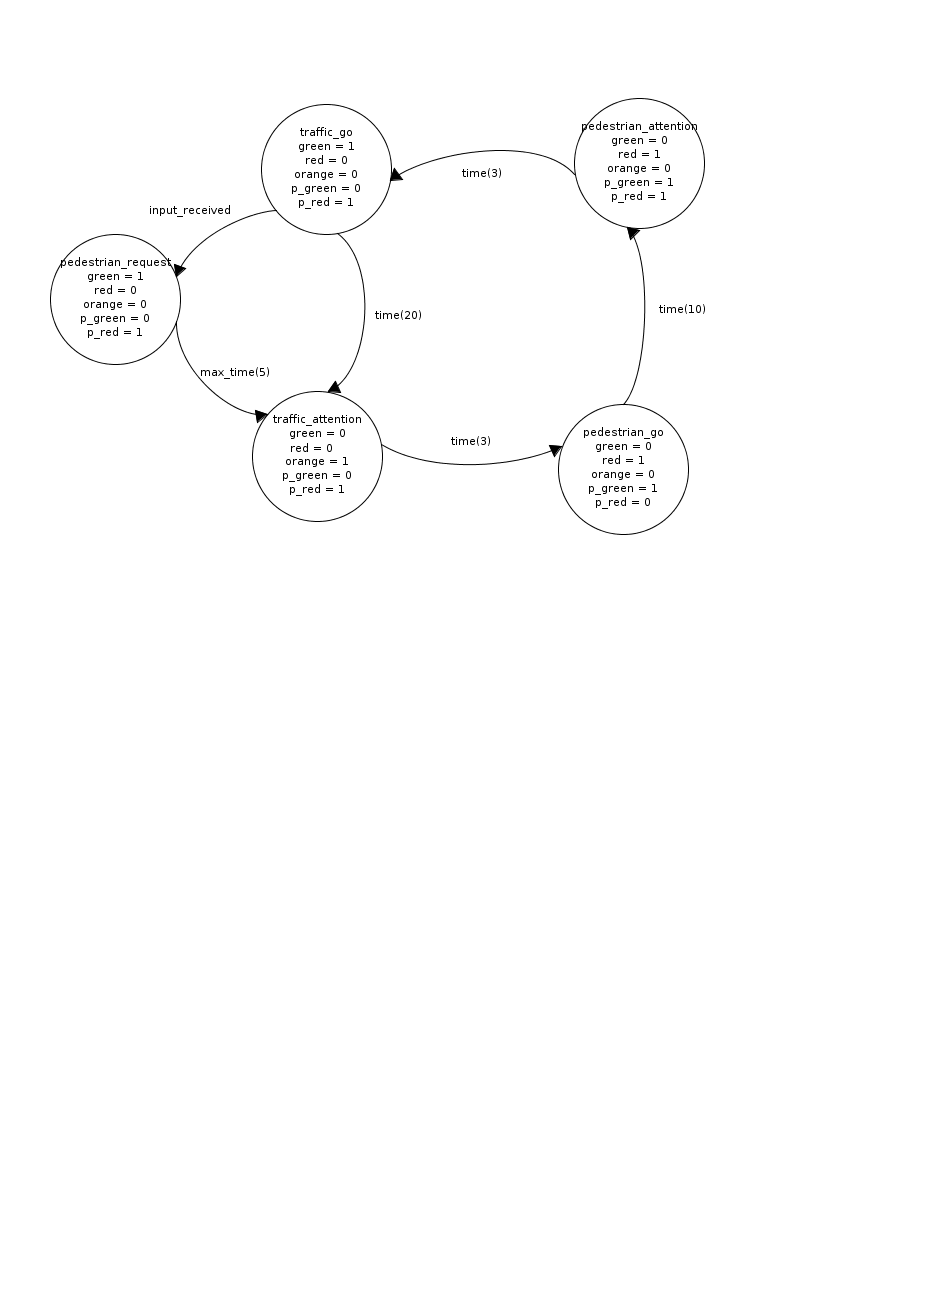 traffic_go
green = 1
red = 0
orange = 0
p_green = 0
p_red = 1
pedestrian_attention
green = 0
red = 1
orange = 0
p_green = 1
p_red = 1
time(3)
input_received
pedestrian_request
green = 1
red = 0
orange = 0
p_green = 0
p_red = 1
time(20)
time(10)
max_time(5)
traffic_attention
green = 0
red = 0
orange = 1
p_green = 0
p_red = 1
time(3)
pedestrian_go
green = 0
red = 1
orange = 0
p_green = 1
p_red = 0